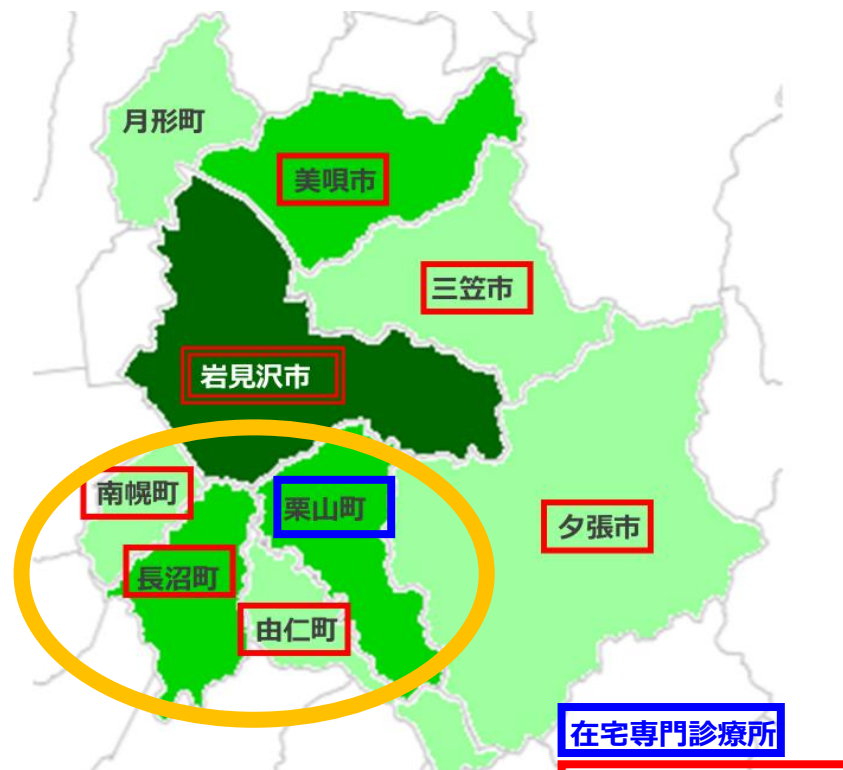 月形町
美唄市
三笠市
岩見沢市
南幌町
栗山町
夕張市
長沼町
由仁町
在宅専門診療所